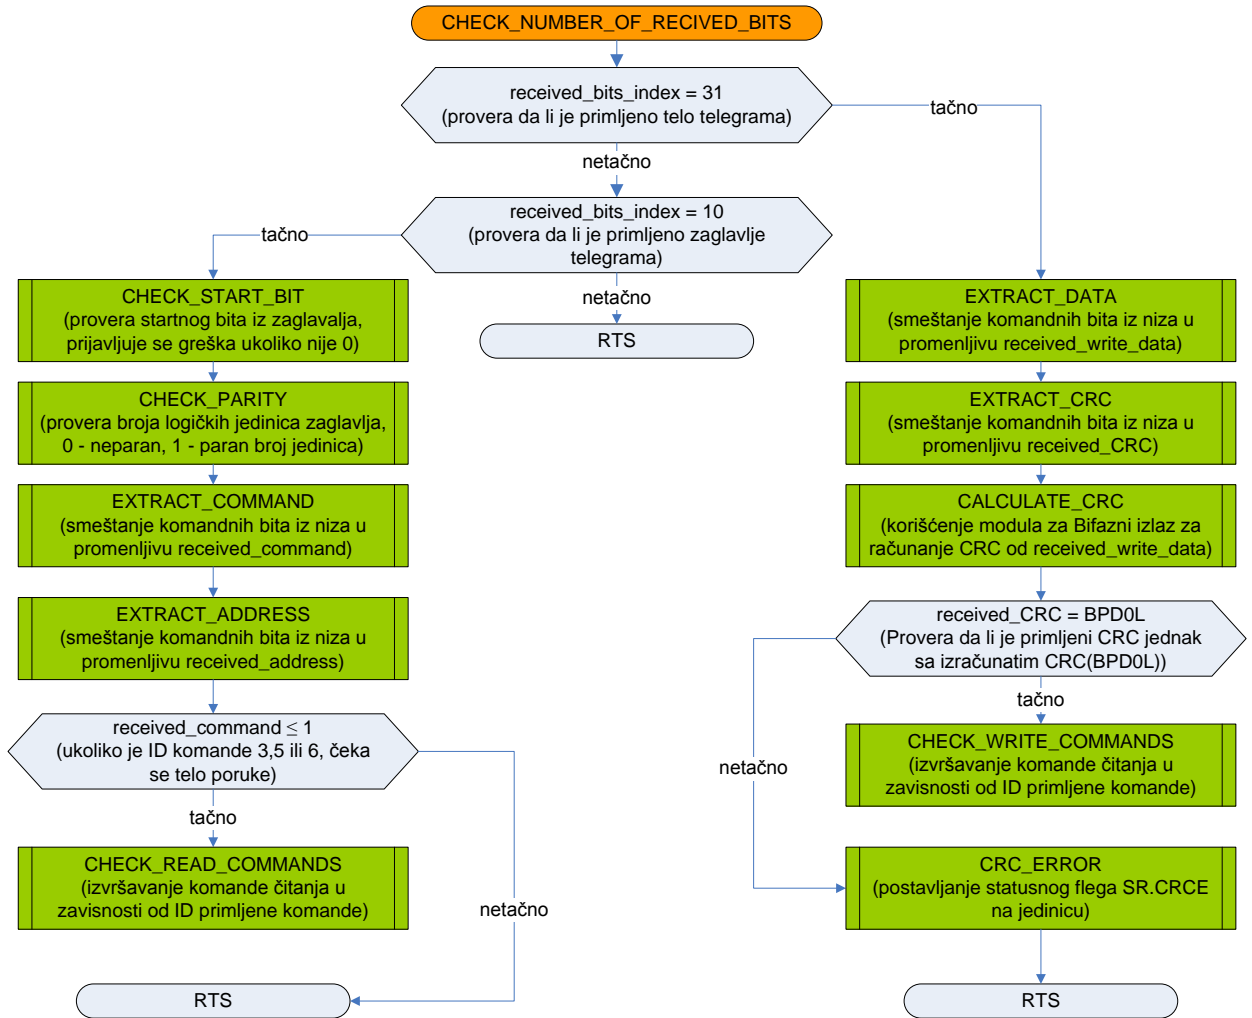 CHECK_NUMBER_OF_RECIVED_BITS
received_bits_index = 31
(provera da li je primljeno telo telegrama)
tačno
netačno
received_bits_index = 10
(provera da li je primljeno zaglavlje
telegrama)
tačno
netačno
RTS
CHECK_START_BIT
(provera startnog bita iz zaglavalja,
prijavljuje se greška ukoliko nije 0)
CHECK_PARITY
(provera broja logičkih jedinica zaglavlja,
0 - neparan, 1 - paran broj jedinica)
EXTRACT_COMMAND
(smeštanje komandnih bita iz niza u
promenljivu received_command)
EXTRACT_ADDRESS
(smeštanje komandnih bita iz niza u
promenljivu received_address)
received_command ≤ 1
(ukoliko je ID komande 3,5 ili 6, čeka
se telo poruke)
tačno
netačno
CHECK_READ_COMMANDS
(izvršavanje komande čitanja u
zavisnosti od ID primljene komande)
RTS
EXTRACT_DATA
(smeštanje komandnih bita iz niza u
promenljivu received_write_data)
EXTRACT_CRC
(smeštanje komandnih bita iz niza u
promenljivu received_CRC)
CALCULATE_CRC
(korišćenje modula za Bifazni izlaz za
računanje CRC od received_write_data)
received_CRC = BPD0L
(Provera da li je primljeni CRC jednak
sa izračunatim CRC(BPD0L))
tačno
netačno
CHECK_WRITE_COMMANDS
(izvršavanje komande čitanja u
zavisnosti od ID primljene komande)
CRC_ERROR
(postavljanje statusnog flega SR.CRCE
na jedinicu)
RTS